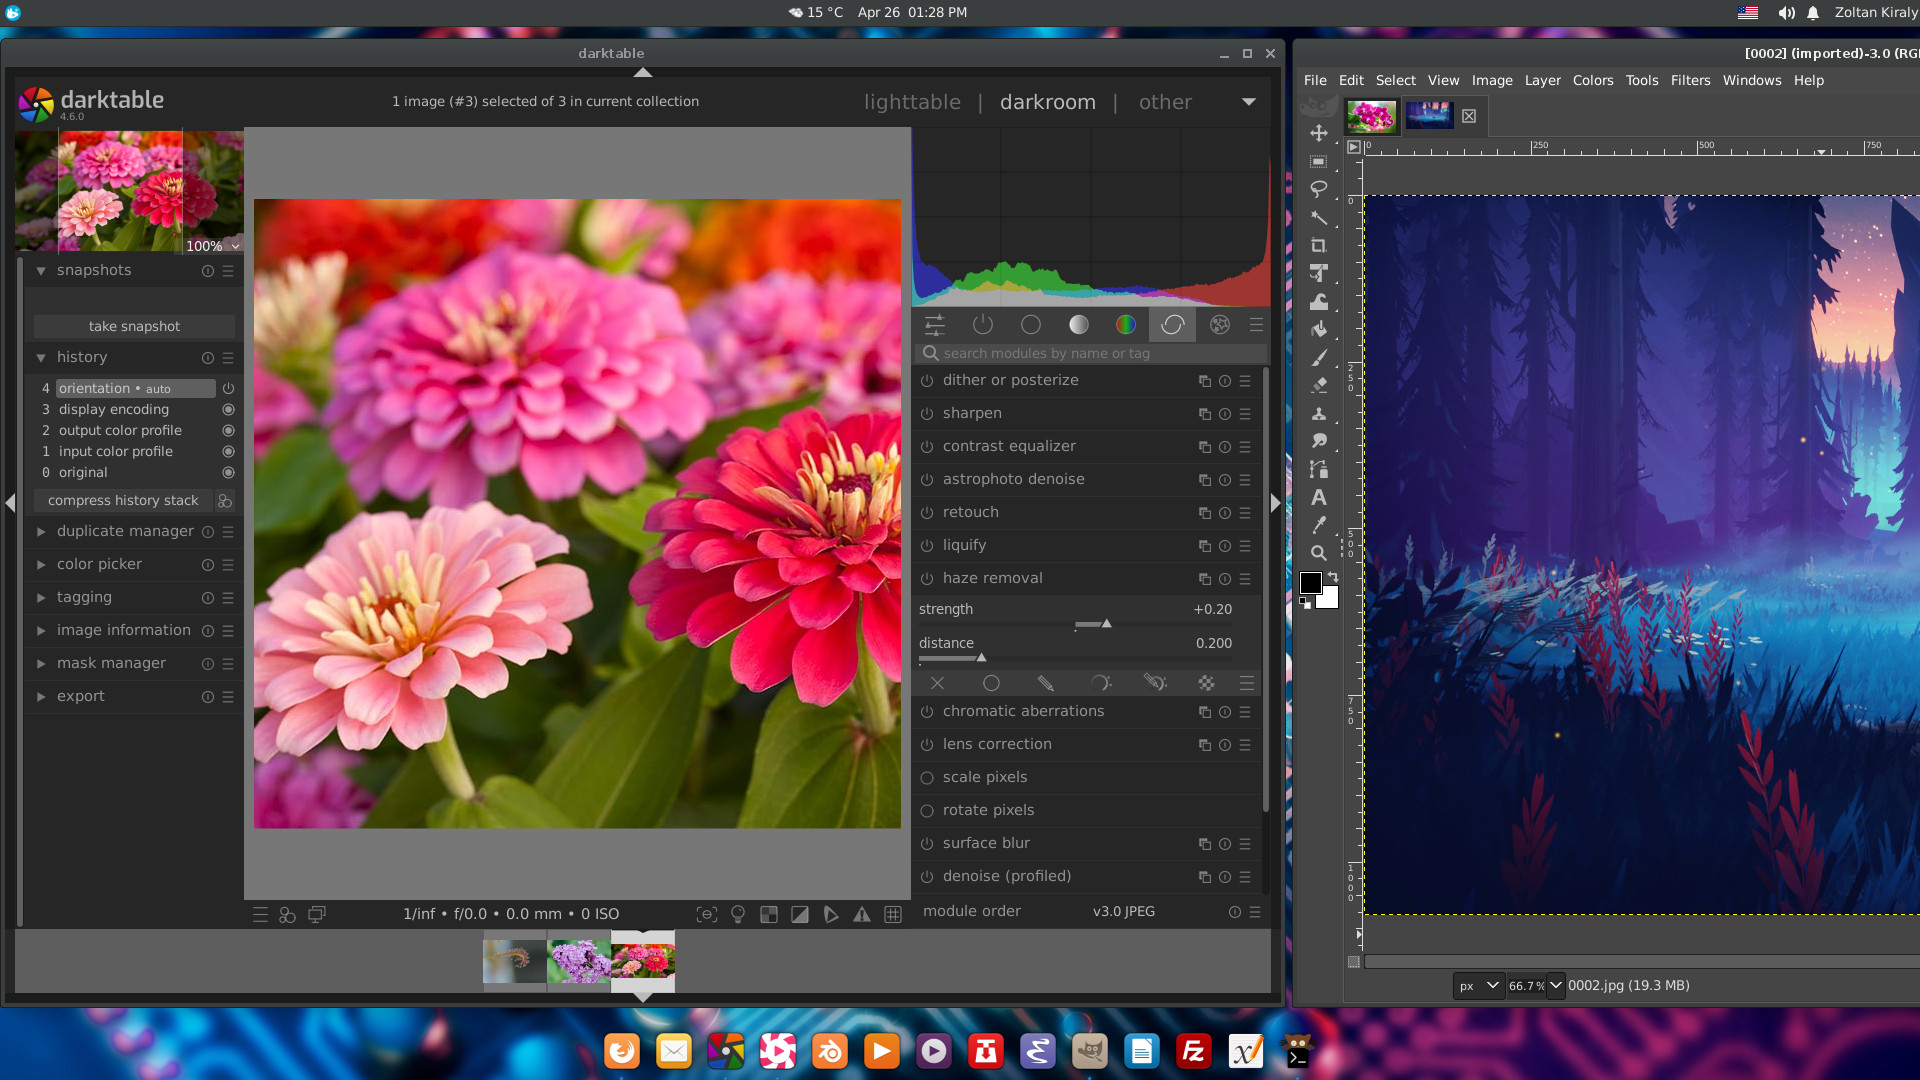 15 °C Apr 26 01:28 PM
Zoltan Kiraly
darktable
darktable
4.6.0
1 image (#3) selected of 3 in current collection
lighttable | darkroom | other
100%
snapshots
take snapshot
history
4 orientation • auto
3 display encoding
2 output color profile
1 input color profile
0 original
compress history stack
duplicate manager
color picker
tagging
image information
mask manager
export
1/inf • f/0.0 • 0.0 mm • 0 ISO
search modules by name or tag
dither or posterize
sharpen
contrast equalizer
astrophoto denoise
retouch
liquify
haze removal
strength +0.20
distance 0.200
chromatic aberrations
lens correction
scale pixels
rotate pixels
surface blur
denoise (profiled)
module order v3.0 JPEG
[0002] (imported)-3.0 (RG
File Edit Select View Image Layer Colors Tools Filters Windows Help
0 250 500 750
0
250
500
750
1000
A
px 66.7 % 0002.jpg (19.3 MB)
Fz